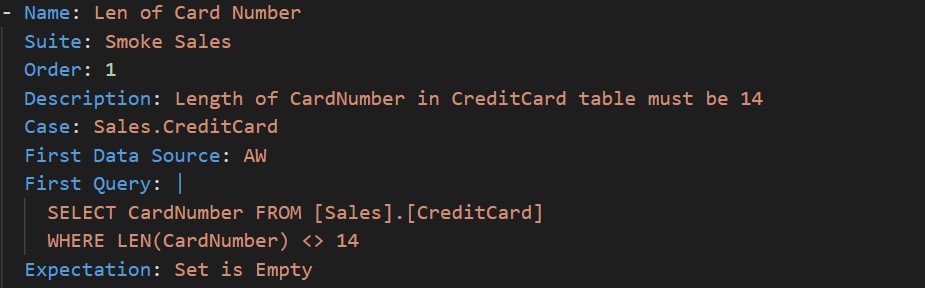 - Name: Len of Card Number
Suite: Smoke Sales
Order: 1
Description: Length of CardNumber in CreditCard table must be 14
Case: Sales.CreditCard
First Data Source: AW
First Query: |
SELECT CardNumber FROM [Sales].[CreditCard]
WHERE LEN(CardNumber) <> 14
Expectation: Set is Empty